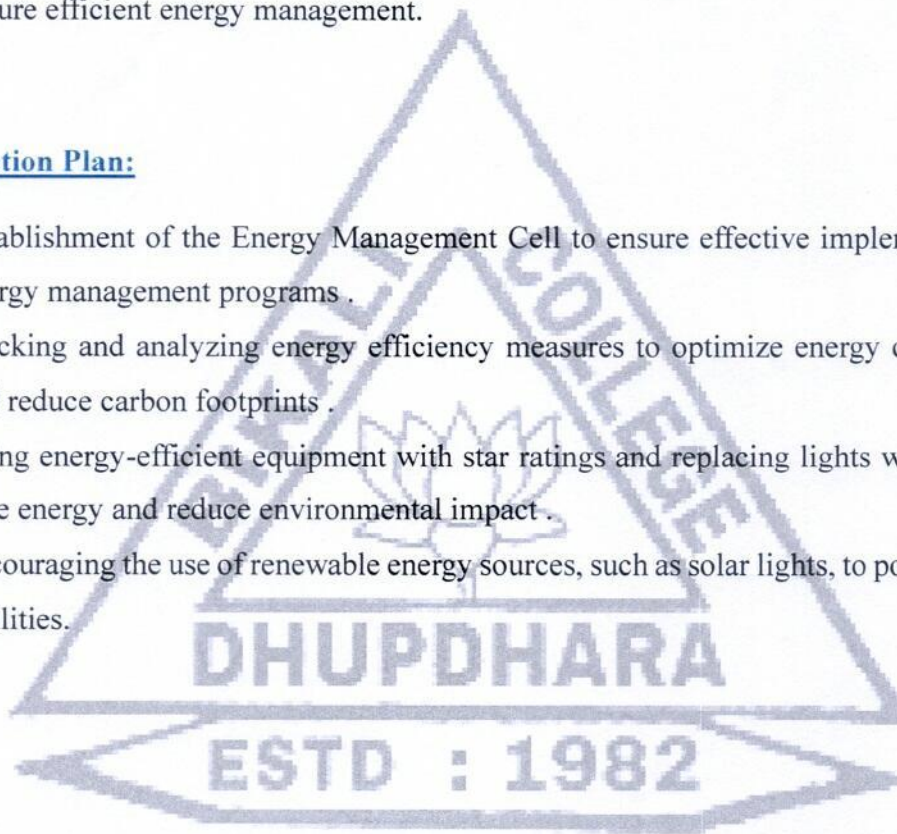 ure efficient energy management.
tion Plan:
ablishment of the Energy Management Cell to ensure effective impler
rgy management programs .
cking and analyzing energy efficiency measures to optimize energy c
reduce carbon footprints .
ng energy-efficient equipment with star ratings and replacing lights w
e energy and reduce environmental impact .
couraging the use of renewable energy sources, such as solar lights, to po
lities.
BIKALI COLLEGE
DHUPDHARA
ESTD : 1982